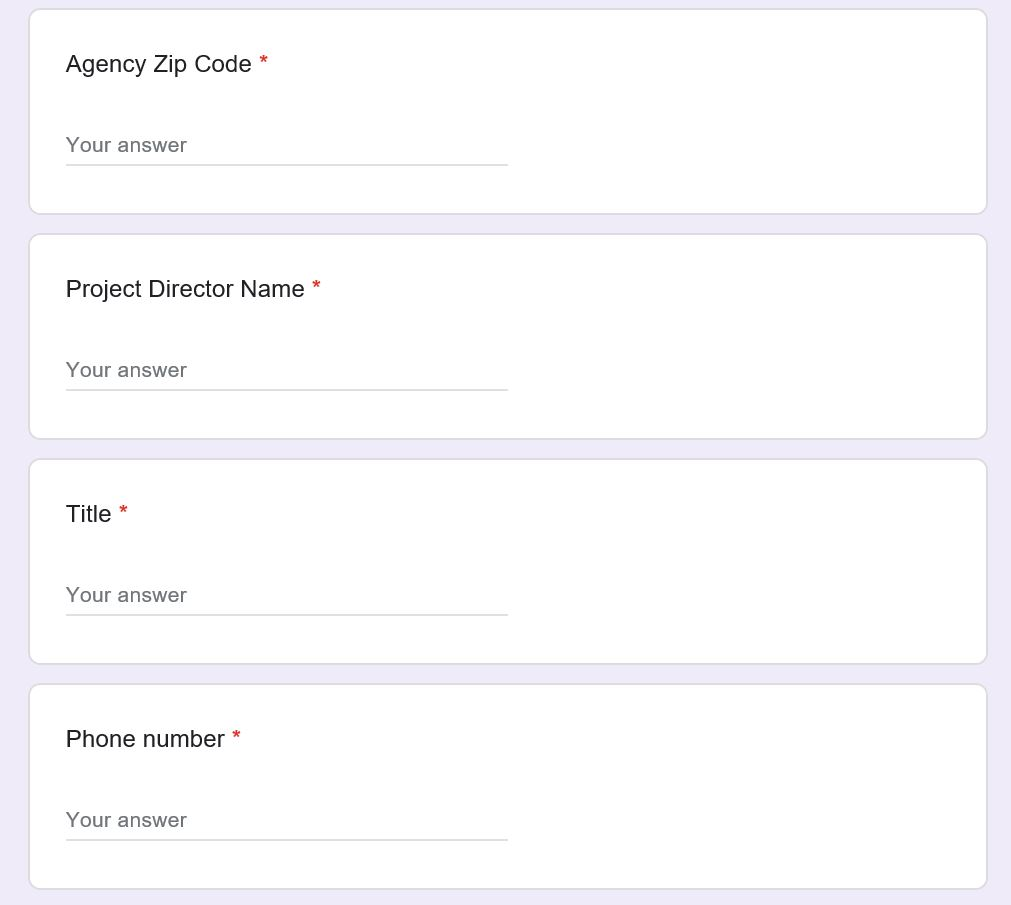 Agency Zip Code *
Your answer
Project Director Name *
Your answer
Title *
Your answer
Phone number *
Your answer